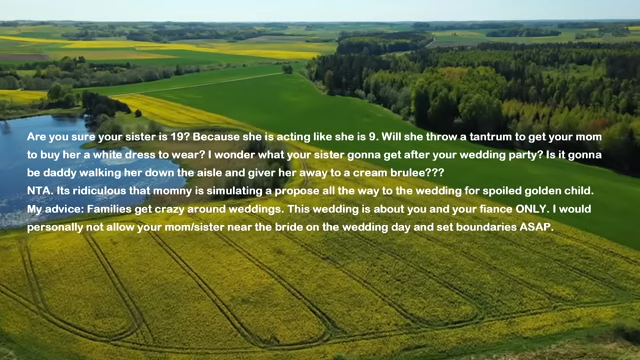 Are you sure your sister is 19? Because she is acting like she is 9. Will she throw a tantrum to get your mom
to buy her a white dress to wear? I wonder what your sister gonna get after your wedding party? Is it gonna
be daddy walking her down the aisle and giver her away to a cream brulee???
NTA. Its ridiculous that momny is simulating a propose all the way to the wedding for spoiled golden child.
My advice: Families get crazy around weddings. This wedding is about you and your fiance ONLY. I would
personally not allow your mom/sister near the bride on the wedding day and set boundaries ASAP.